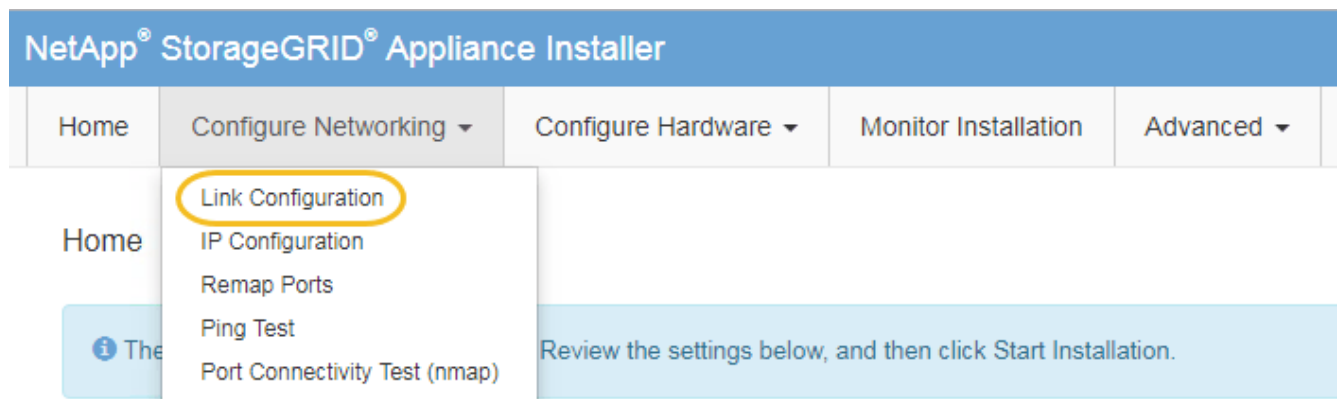 NetApp® StorageGRID® Appliance Installer
Home Configure Networking Configure Hardware Monitor Installation Advanced
Link Configuration
Home IP Configuration
Remap Ports
Ping Test
The Review the settings below, and then click Start Installation.
Port Connectivity Test (nmap)